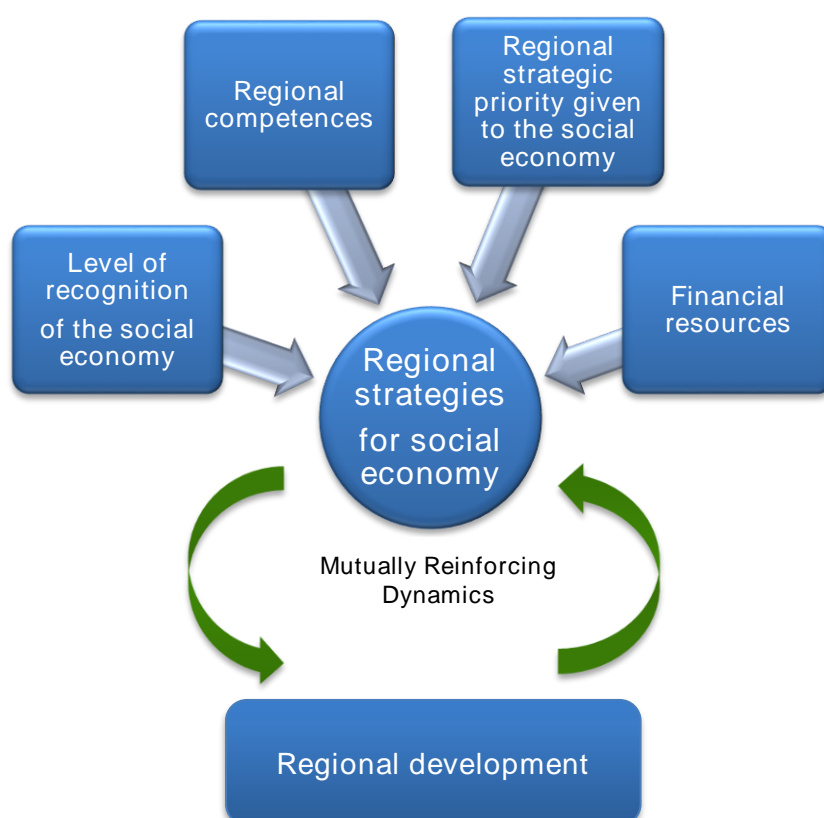 Regional
competences
Regional
strategic
priority given
to the social
economy
Level of
recognition
of the social
economy
Financial
resources
Regional
strategies
for social
economy
Mutually Reinforcing
Dynamics
Regional development